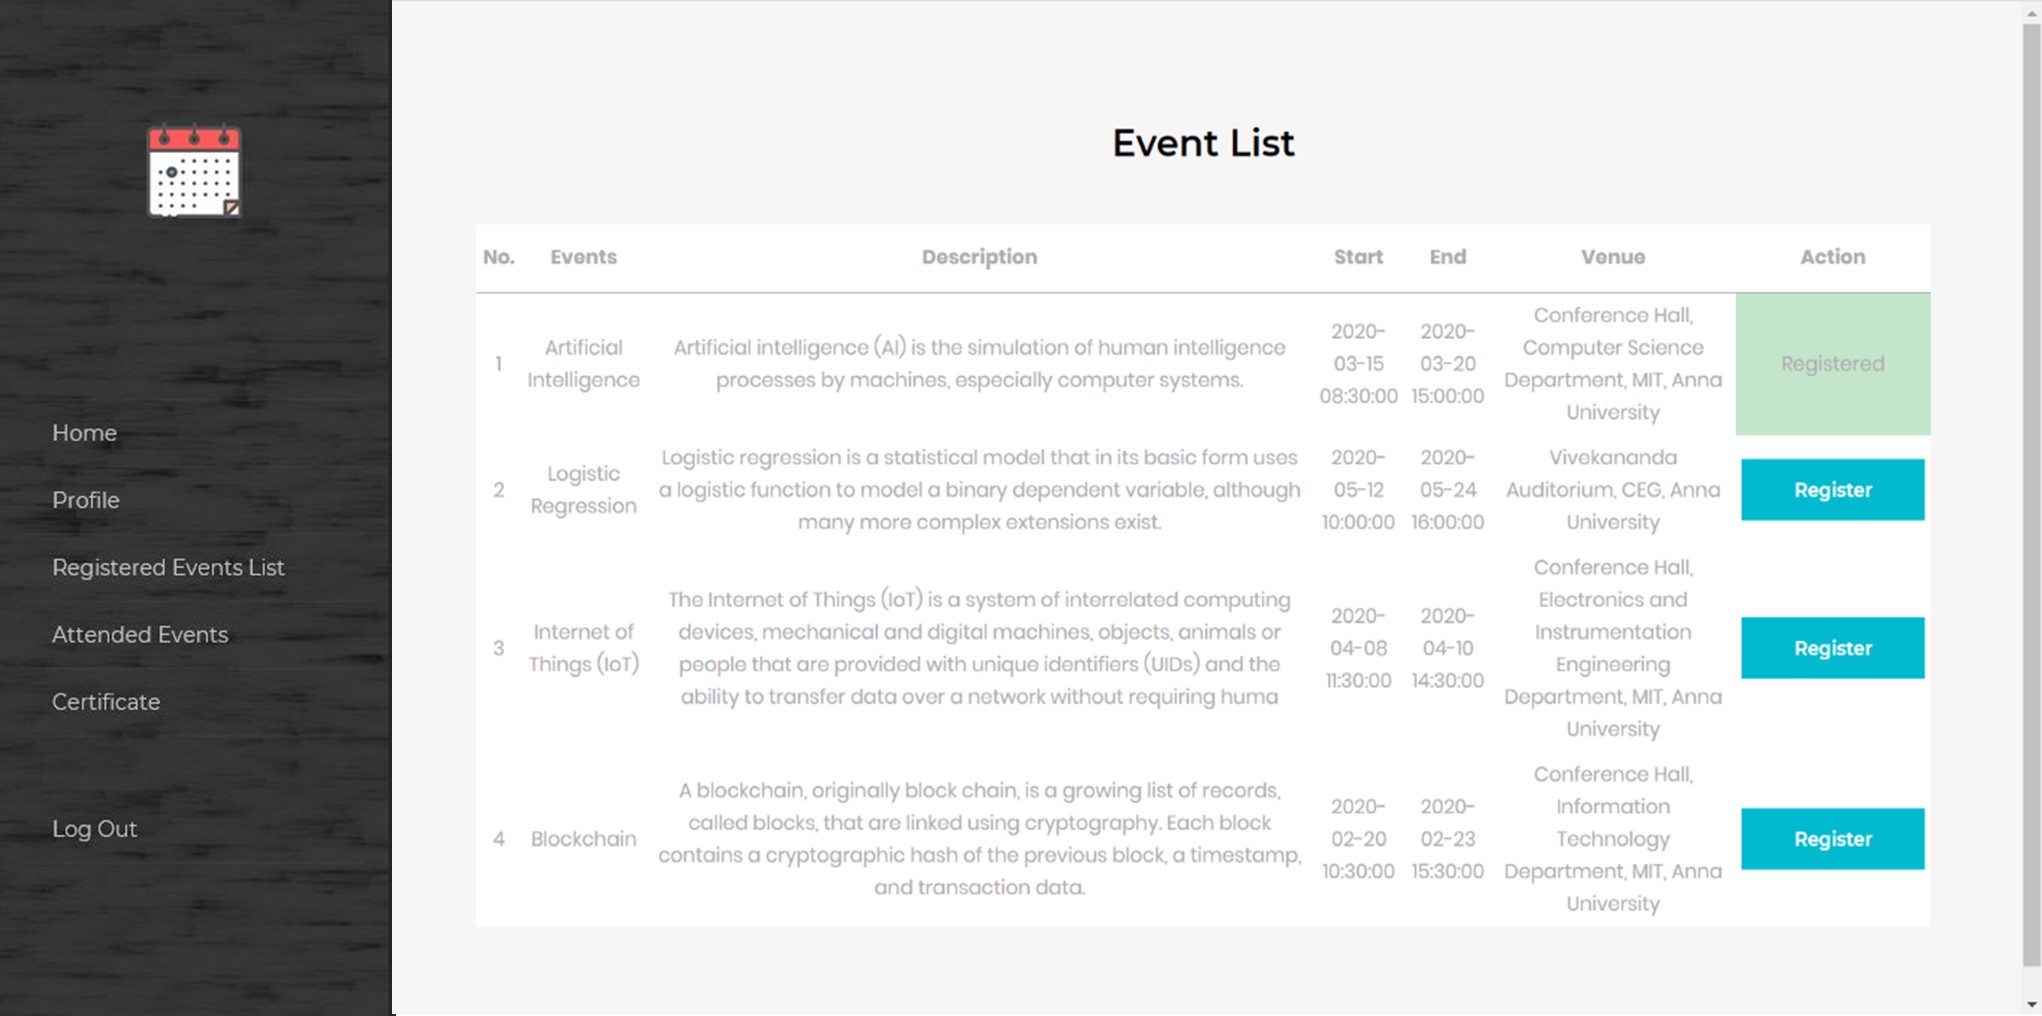 Home
Profile
Registered Events List
Attended Events
Certificate
Log Out
Event List
No. Events Description Start End Venue Action
1
Artificial
Intelligence
Artificial intelligence (AI) is the simulation of human intelligence
processes by machines, especially computer systems.
2020-
03-15
08:30:00
2020-
03-20
15:00:00
Conference Hall,
Computer Science
Department, MIT, Anna
University
Registered
2
Logistic
Regression
Logistic regression is a statistical model that in its basic form uses
a logistic function to model a binary dependent variable, although
many more complex extensions exist.
2020-
05-12
10:00:00
2020-
05-24
16:00:00
Vivekananda
Auditorium, CEG, Anna
University
Register
3
Internet of
Things (IoT)
The Internet of Things (IoT) is a system of interrelated computing
devices, mechanical and digital machines, objects, animals or
people that are provided with unique identifiers (UIDs) and the
ability to transfer data over a network without requiring huma
2020-
04-08
11:30:00
2020-
04-10
14:30:00
Conference Hall,
Electronics and
Instrumentation
Engineering
Department, MIT, Anna
University
Register
4
Blockchain
A blockchain, originally block chain, is a growing list of records,
called blocks, that are linked using cryptography. Each block
contains a cryptographic hash of the previous block, a timestamp,
and transaction data.
2020-
02-20
10:30:00
2020-
02-23
15:30:00
Conference Hall,
Information
Technology
Department, MIT, Anna
University
Register